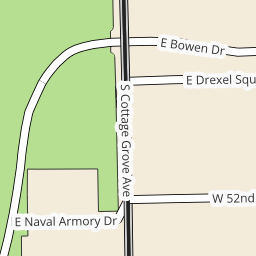 E Bowen Dr
E Drexel Squ
S Cottage Grove Ave
W 52nd
E Naval Armory Dr